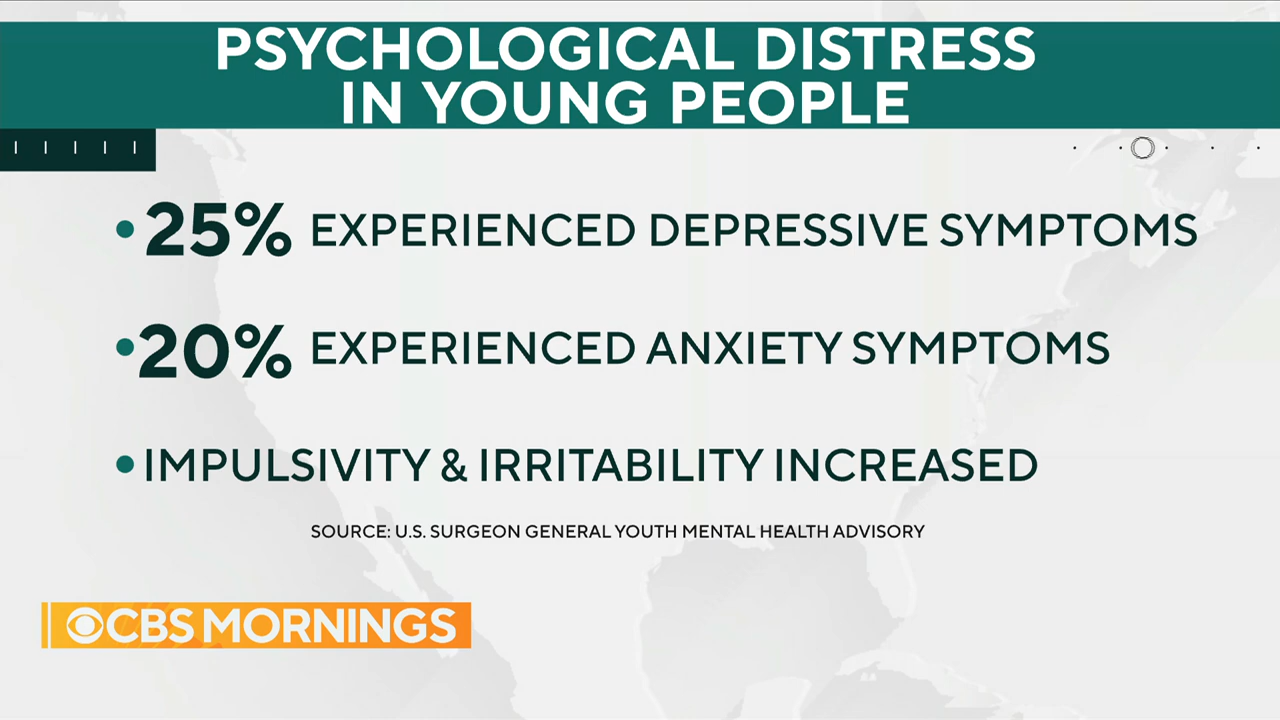 PSYCHOLOGICAL DISTRESS
IN YOUNG PEOPLE
• 25% EXPERIENCED DEPRESSIVE SYMPTOMS
• 20% EXPERIENCED ANXIETY SYMPTOMS
• IMPULSIVITY & IRRITABILITY INCREASED
SOURCE: U.S. SURGEON GENERAL YOUTH MENTAL HEALTH ADVISORY
CBS MORNINGS